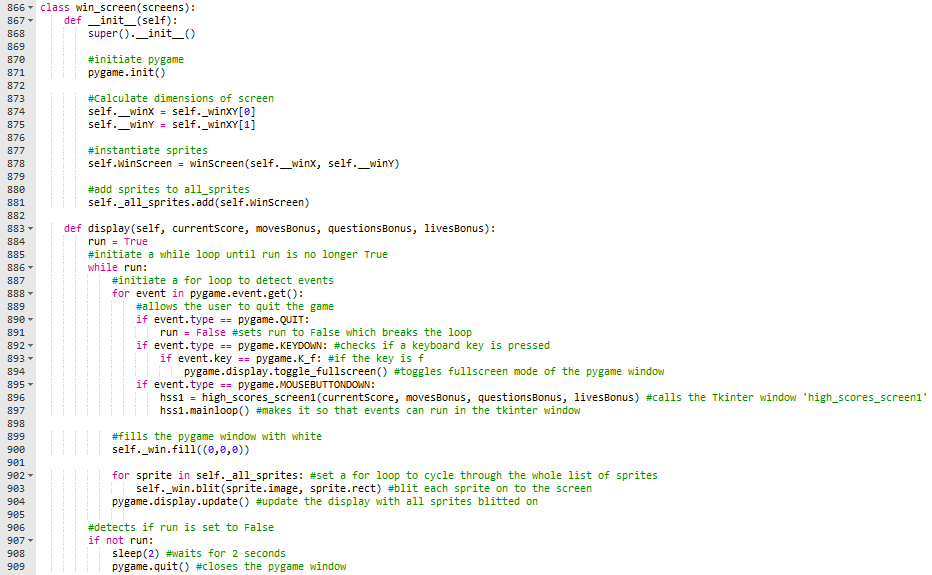 866 class win_screen(screens):
867     def __init__(self):
868         super().__init__()
869
870         #initiate pygame
871         pygame.init()
872
873         #Calculate dimensions of screen
874         self.__winX = self._winXY[0]
875         self.__winY = self._winXY[1]
876
877         #instantiate sprites
878         self.WinScreen = winScreen(self.__winX, self.__winY)
879
880         #add sprites to all_sprites
881         self._all_sprites.add(self.WinScreen)
882
883     def display(self, currentScore, movesBonus, questionsBonus, livesBonus):
884         run = True
885         #initiate a while loop until run is no longer True
886         while run:
887             #initiate a for loop to detect events
888             for event in pygame.event.get():
889                 #allows the user to quit the game
890                 if event.type == pygame.QUIT:
891                     run = False #sets run to False which breaks the loop
892                 if event.type == pygame.KEYDOWN: #checks if a keyboard key is pressed
893                     if event.key == pygame.K_f: #if the key is f
894                         pygame.display.toggle_fullscreen() #toggles fullscreen mode of the pygame window
895                 if event.type == pygame.MOUSEBUTTONDOWN:
896                     hss1 = high_scores_screen1(currentScore, movesBonus, questionsBonus, livesBonus) #calls the Tkinter window 'high_scores_screen1'
897                     hss1.mainloop() #makes it so that events can run in the tkinter window
898
899             #fills the pygame window with white
900             self._win.fill((0,0,0))
901
902             for sprite in self._all_sprites: #set a for loop to cycle through the whole list of sprites
903                 self._win.blit(sprite.image, sprite.rect) #blit each sprite on to the screen
904             pygame.display.update() #update the display with all sprites blitted on
905
906         #detects if run is set to False
907         if not run:
908             sleep(2) #waits for 2 seconds
909             pygame.quit() #closes the pygame window